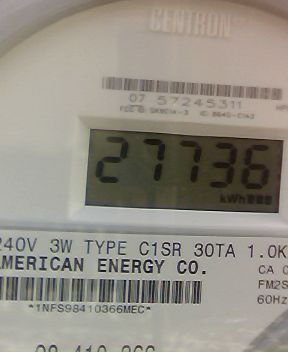 CENTRON
07 57245311
27736
kWh
240V 3W TYPE C1SR 30TA 1.0K
AMERICAN ENERGY CO.
CA
FM2S
60Hz
*1NFS98410366MEC*